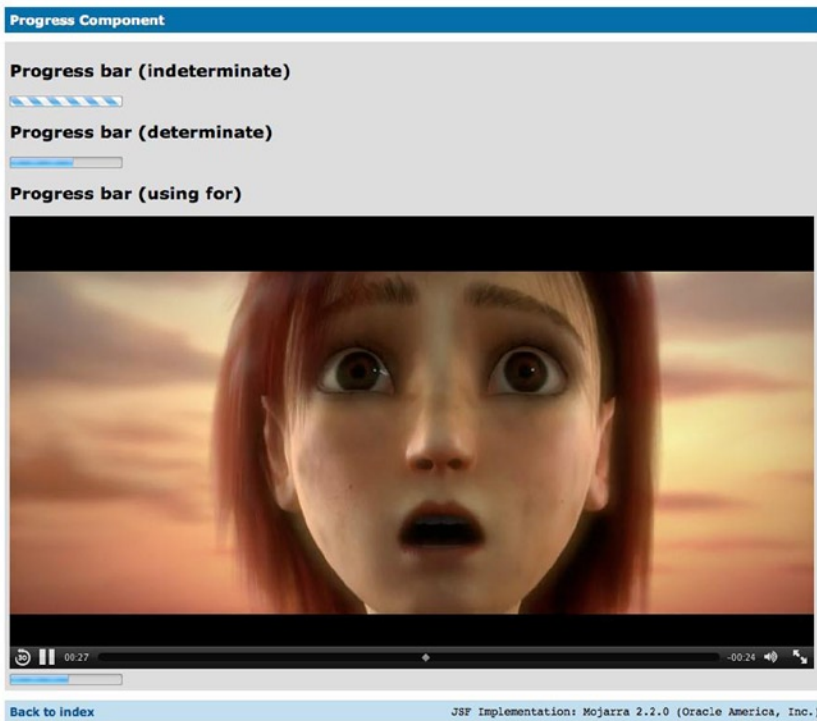 Progress Component
Progress bar (indeterminate)
Progress bar (determinate)
Progress bar (using for)
30 00:27 -00:24
Back to index JSF Implementation: Mojarra 2.2.0 (Oracle America, Inc.)